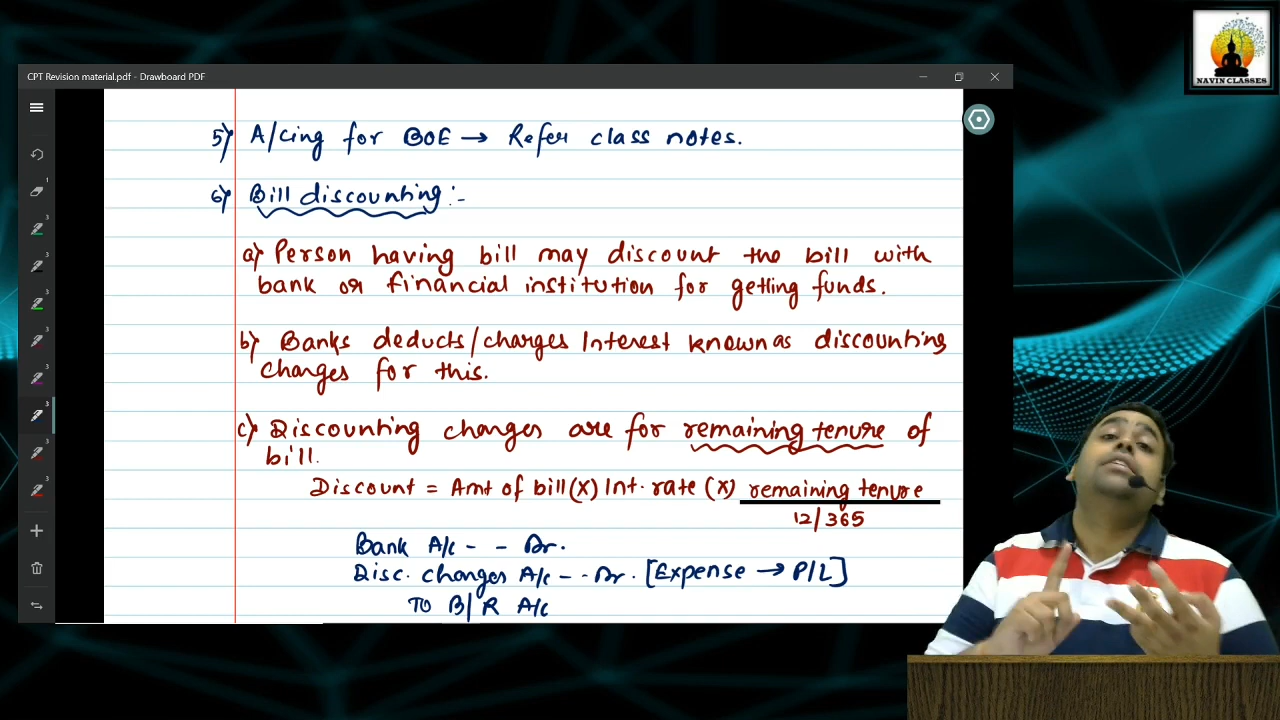 NAVIN CLASSES
CPT Revision material.pdf - Drawboard PDF
5) A/cing for BOE → Refer class notes.
6) Bill discounting :-
a) Person having bill may discount the bill with
bank or financial institution for getting funds.
b) Banks deducts/charges Interest known as discounting
charges for this.
c) Discounting charges are for remaining tenure of
bill.
Discount = Amt of bill (x) Int. rate (x) remaining tenure
12/365
Bank A/c - - Dr.
Disc. charges A/c - - Dr. [Expense → P/L]
To B/R A/c